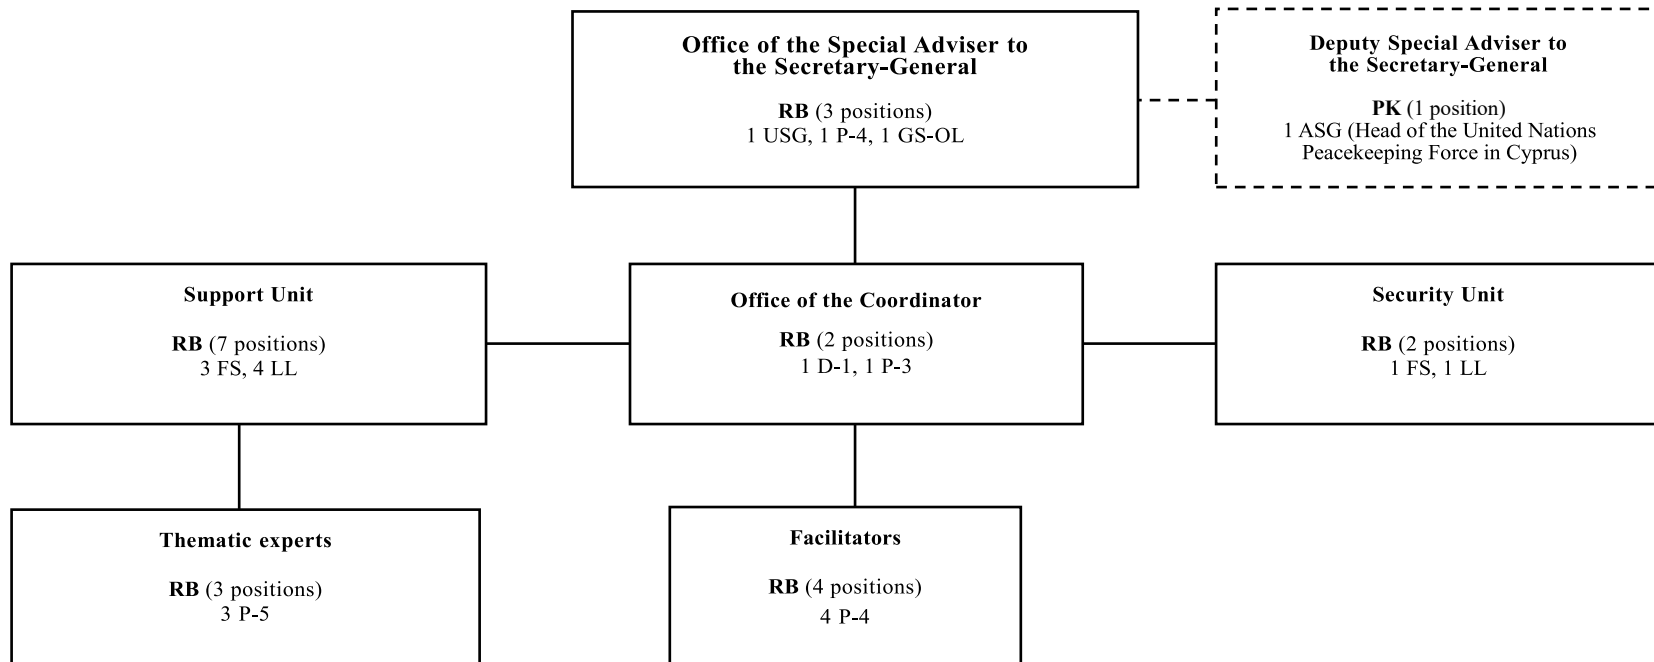 Office of the Special Adviser to
the Secretary-General
RB (3 positions)
1 USG, 1 P-4, 1 GS-OL
Deputy Special Adviser to
the Secretary-General
PK (1 position)
1 ASG (Head of the United Nations
Peacekeeping Force in Cyprus)
Support Unit
RB (7 positions)
3 FS, 4 LL
Office of the Coordinator
RB (2 positions)
1 D-1, 1 P-3
Security Unit
RB (2 positions)
1 FS, 1 LL
Thematic experts
RB (3 positions)
3 P-5
Facilitators
RB (4 positions)
4 P-4